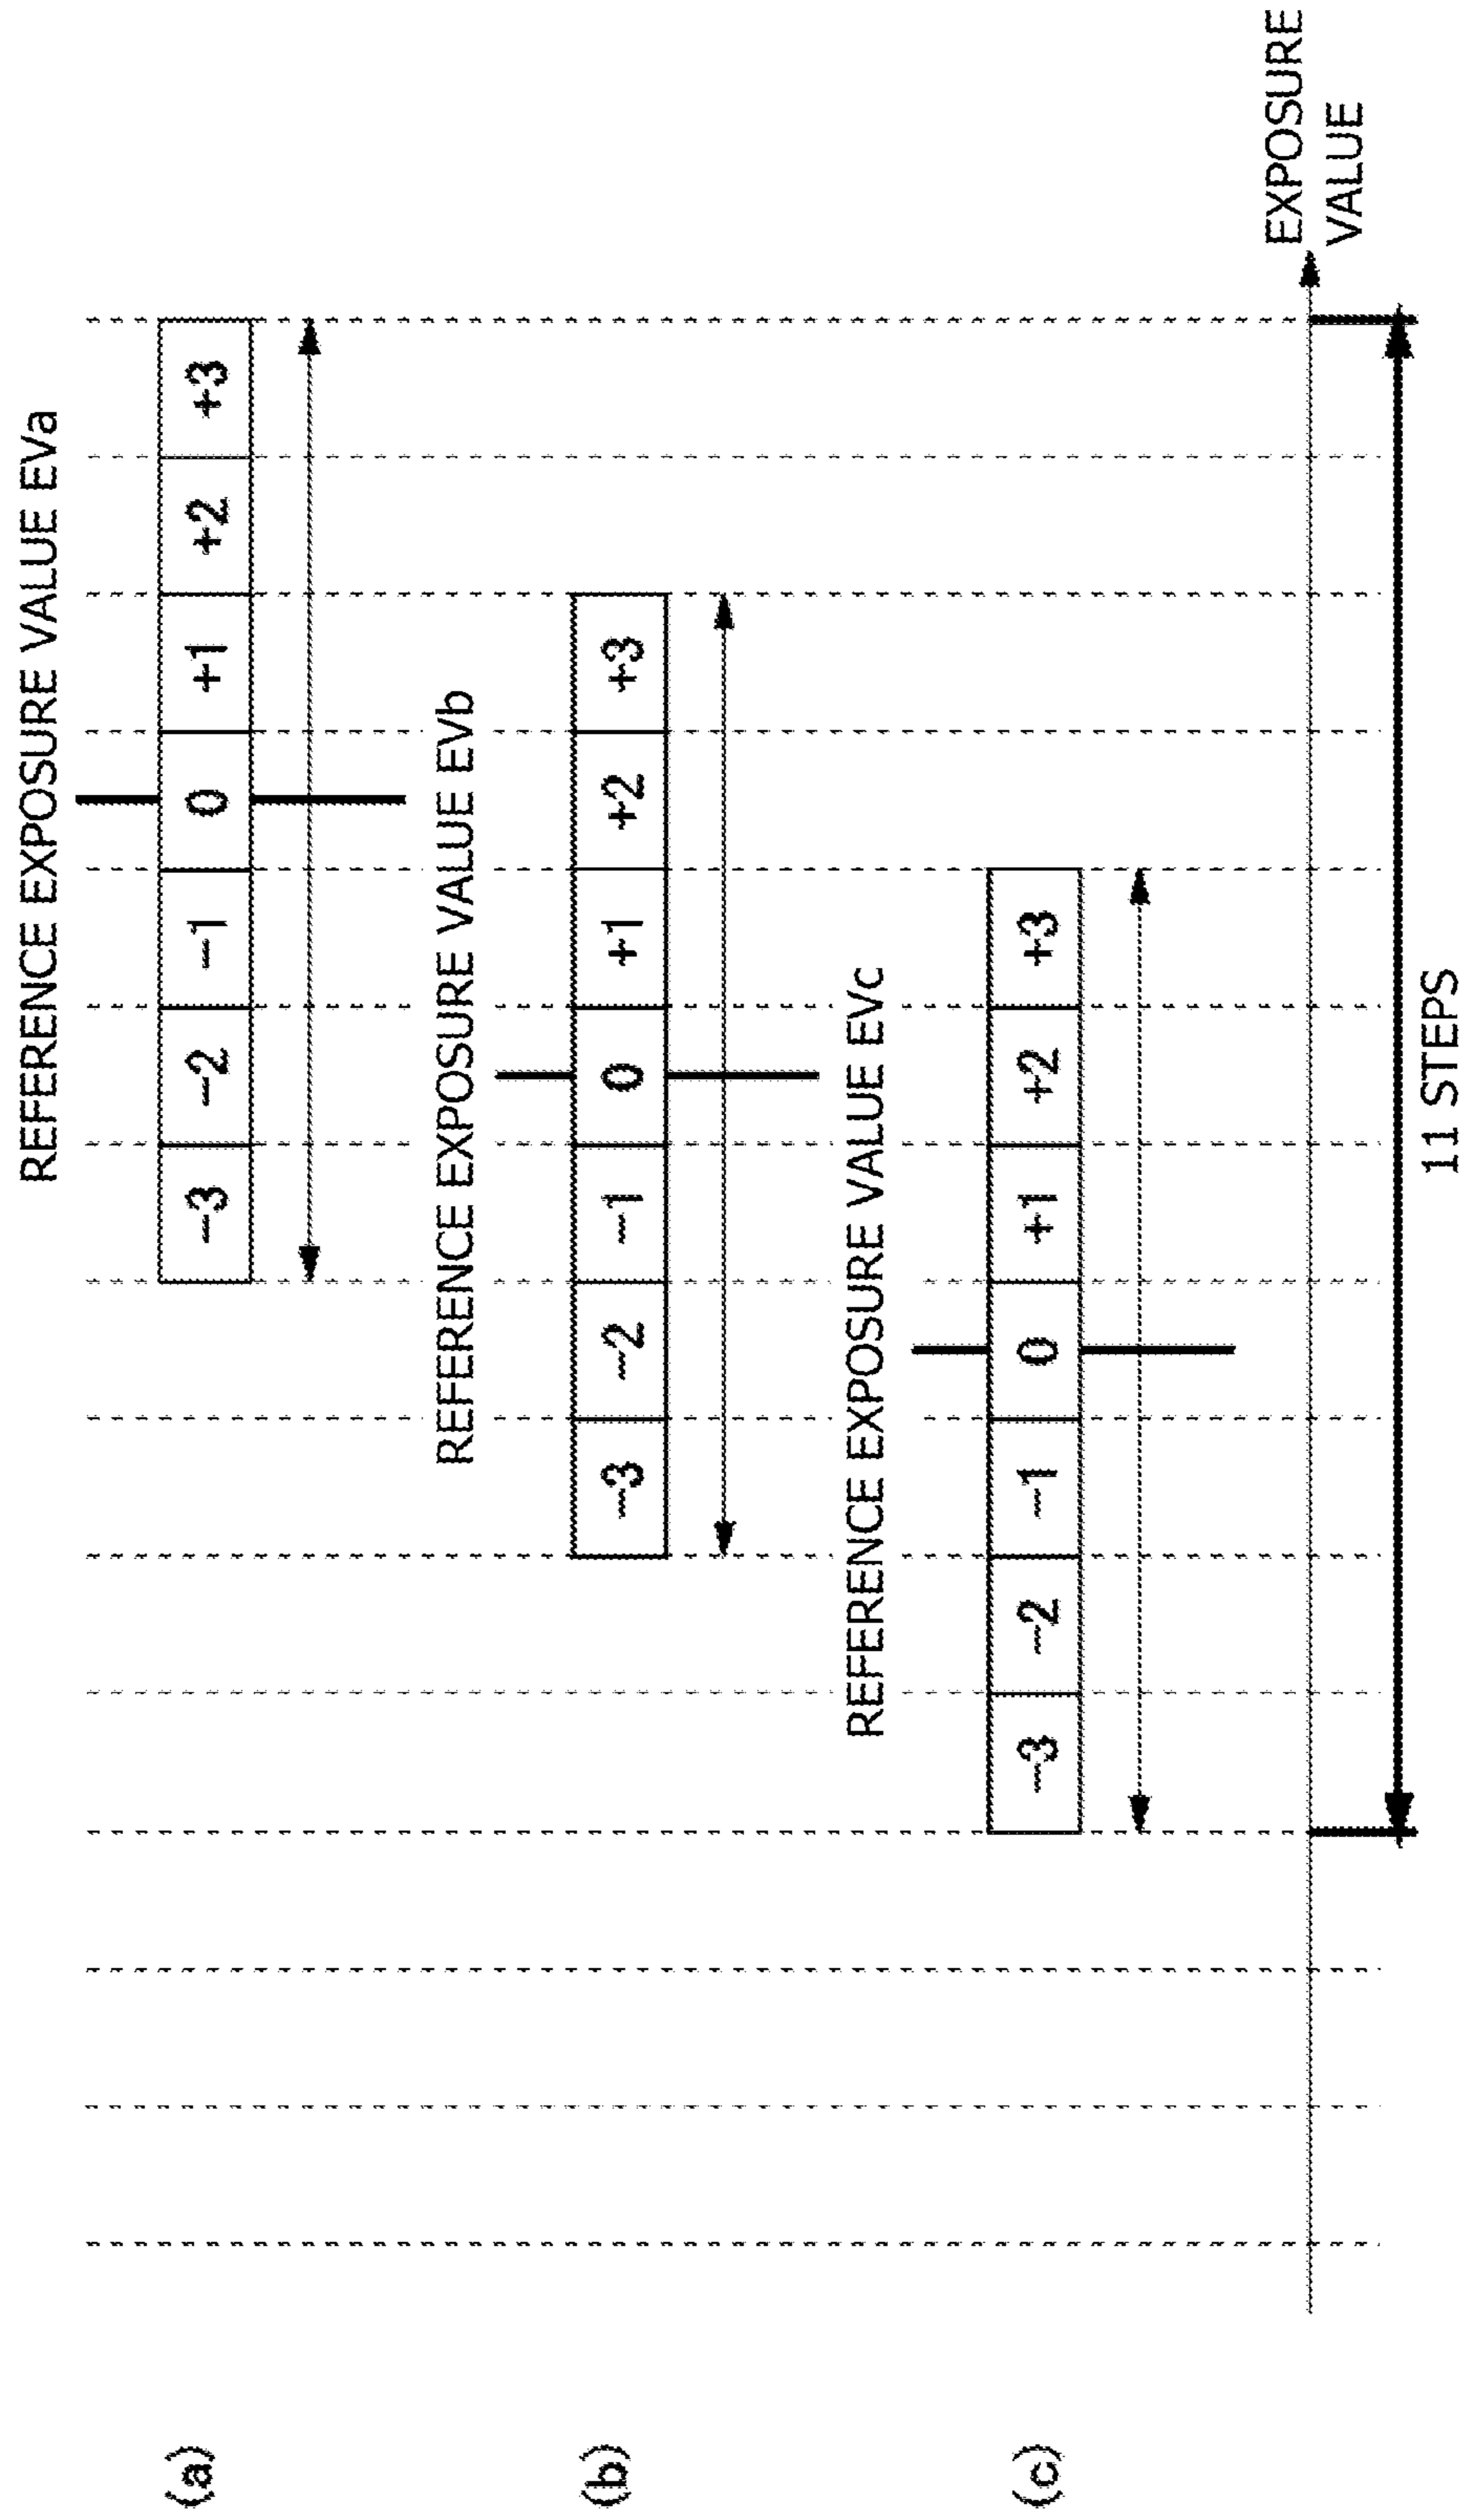 REFERENCE EXPOSURE VALUE EVa
(a) -3 -2 -1 0 +1 +2 +3
REFERENCE EXPOSURE VALUE EVb
(b) -3 -2 -1 0 +1 +2 +3
REFERENCE EXPOSURE VALUE EVc
(c) -3 -2 -1 0 +1 +2 +3
EXPOSURE
VALUE
11 STEPS